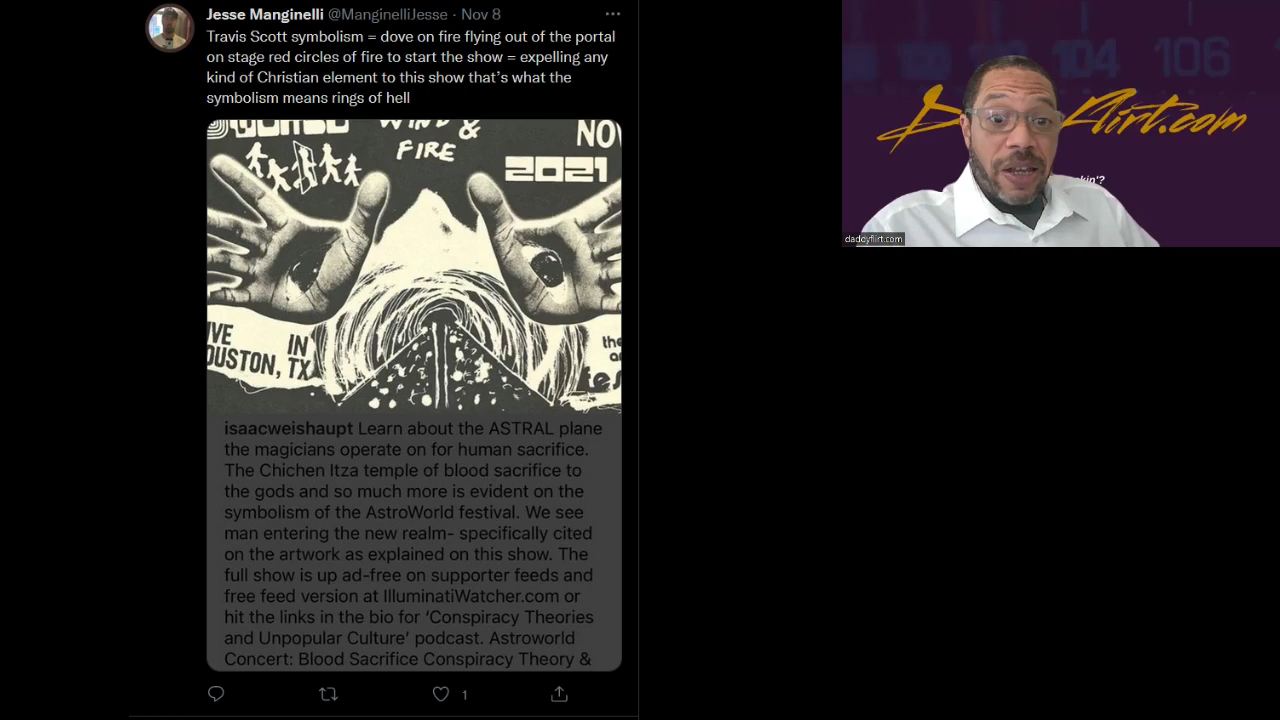 Jesse Manginelli @ManginelliJesse · Nov 8
Travis Scott symbolism = dove on fire flying out of the portal
on stage red circles of fire to start the show = expelling any
kind of Christian element to this show that's what the
symbolism means rings of hell
WIND &
FIRE
NOV
2021
IVE
OUSTON,
IN
TX
the
isaacweishaupt Learn about the ASTRAL plane
the magicians operate on for human sacrifice.
The Chichen Itza temple of blood sacrifice to
the gods and so much more is evident on the
symbolism of the AstroWorld festival. We see
man entering the new realm- specifically cited
on the artwork as explained on this show. The
full show is up ad-free on supporter feeds and
free feed version at IlluminatiWatcher.com or
hit the links in the bio for 'Conspiracy Theories
and Unpopular Culture' podcast. Astroworld
Concert: Blood Sacrifice Conspiracy Theory &
1
104 106
flirt.com
kin'?
daddyflirt.com